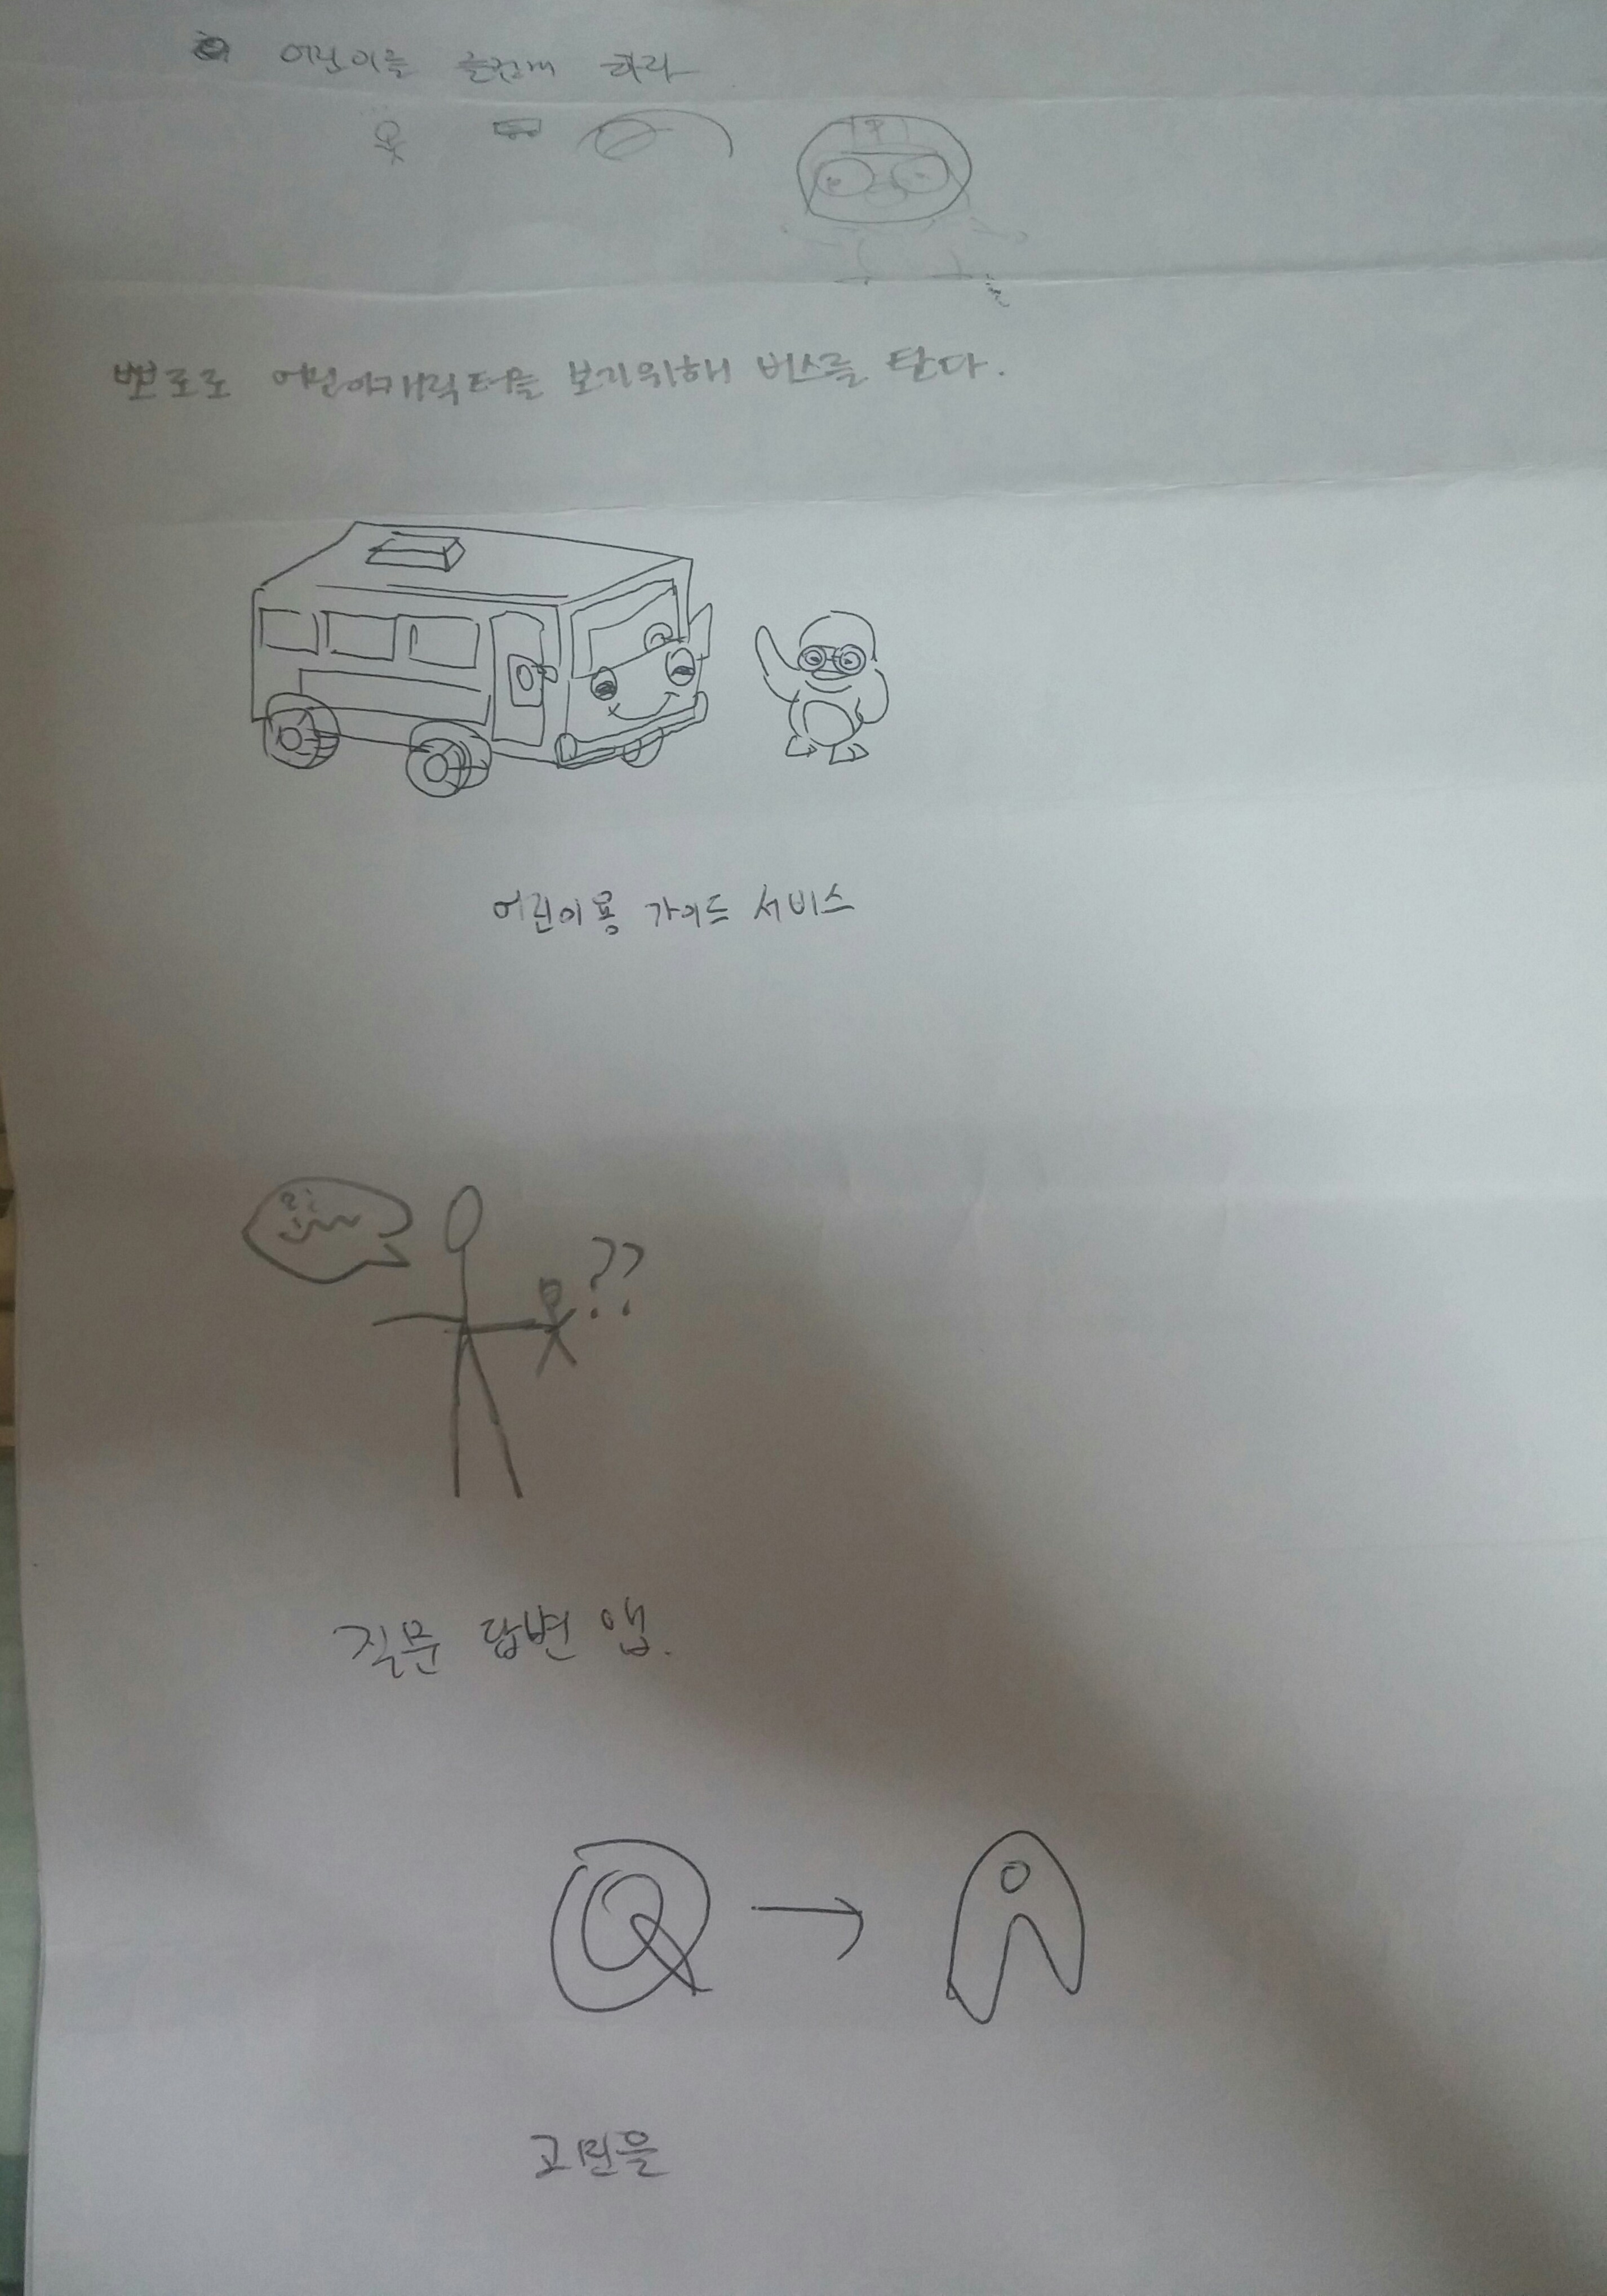 어린이를 즐겁게 하라
뽀로로 어린이캐릭터을 보기위해 버스를 탄다.
어린이용 가이드 서비스
??
질문 답변 앱.
Q → A
고민을